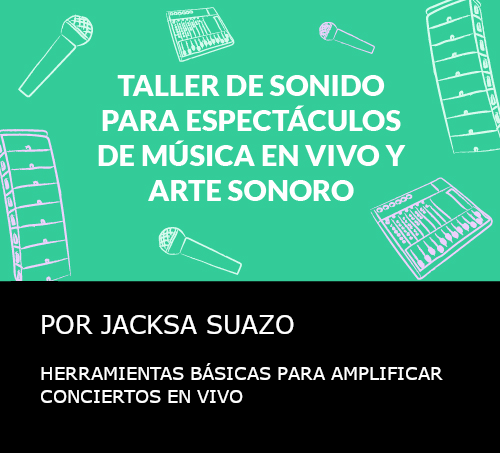 TALLER DE SONIDO
PARA ESPECTÁCULOS
DE MÚSICA EN VIVO Y
ARTE SONORO
POR JACKSA SUAZO
HERRAMIENTAS BÁSICAS PARA AMPLIFICAR
CONCIERTOS EN VIVO